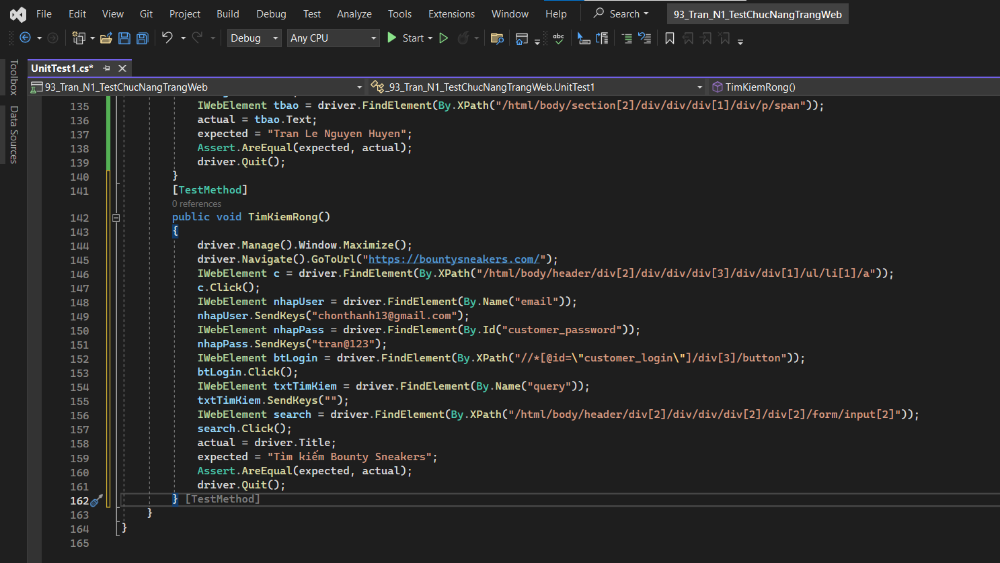 File Edit View Git Project Build Debug Test Analyze Tools Extensions Window Help Search 93_Tran_N1_TestChucNangTrangWeb
Debug Any CPU Start abc
Toolbox
Data Sources
UnitTest1.cs*
93_Tran_N1_TestChucNangTrangWeb _93_Tran_N1_TestChucNangTrangWeb.UnitTest1 TimKiemRong()
135 IWebElement tbao = driver.FindElement(By.XPath("/html/body/section[2]/div/div/div[1]/div/p/span"));
136 actual = tbao.Text;
137 expected = "Tran Le Nguyen Huyen";
138 Assert.AreEqual(expected, actual);
139 driver.Quit();
140 }
141 [TestMethod]
0 references
142 public void TimKiemRong()
143 {
144 driver.Manage().Window.Maximize();
145 driver.Navigate().GoToUrl("https://bountysneakers.com/");
146 IWebElement c = driver.FindElement(By.XPath("/html/body/header/div[2]/div/div/div[3]/div/div[1]/ul/li[1]/a"));
147 c.Click();
148 IWebElement nhapUser = driver.FindElement(By.Name("email"));
149 nhapUser.SendKeys("chonthanh13@gmail.com");
150 IWebElement nhapPass = driver.FindElement(By.Id("customer_password"));
151 nhapPass.SendKeys("tran@123");
152 IWebElement btLogin = driver.FindElement(By.XPath("//*[@id=\"customer_login\"]/div[3]/button"));
153 btLogin.Click();
154 IWebElement txtTimKiem = driver.FindElement(By.Name("query"));
155 txtTimKiem.SendKeys("");
156 IWebElement search = driver.FindElement(By.XPath("/html/body/header/div[2]/div/div/div[2]/div[2]/form/input[2]"));
157 search.Click();
158 actual = driver.Title;
159 expected = "Tìm kiếm Bounty Sneakers";
160 Assert.AreEqual(expected, actual);
161 driver.Quit();
162 } [TestMethod]
163 }
164 }
165